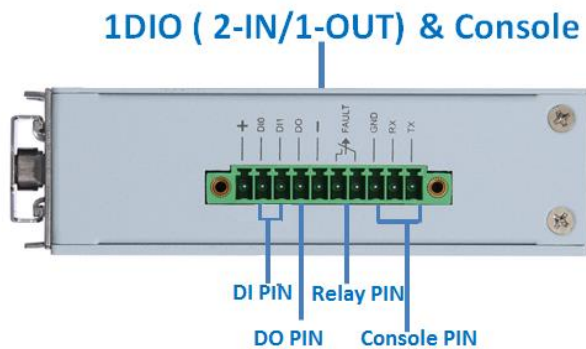 1DIO ( 2-IN/1-OUT) & Console
+
DI0
DI1
DO
–
FAULT
GND
RX
TX
DI PIN
Relay PIN
DO PIN
Console PIN